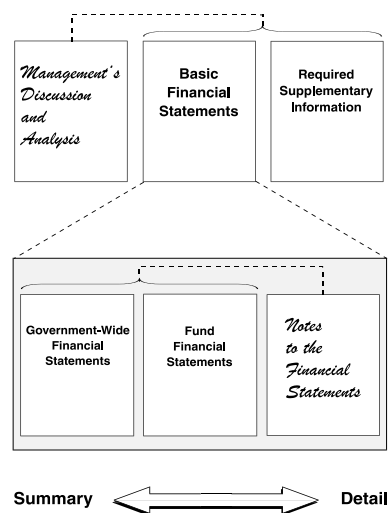 Management's
Discussion
and
Analysis
Basic
Financial
Statements
Required
Supplementary
Information
Government-Wide
Financial
Statements
Fund
Financial
Statements
Notes
to the
Financial
Statements
Summary
Detail